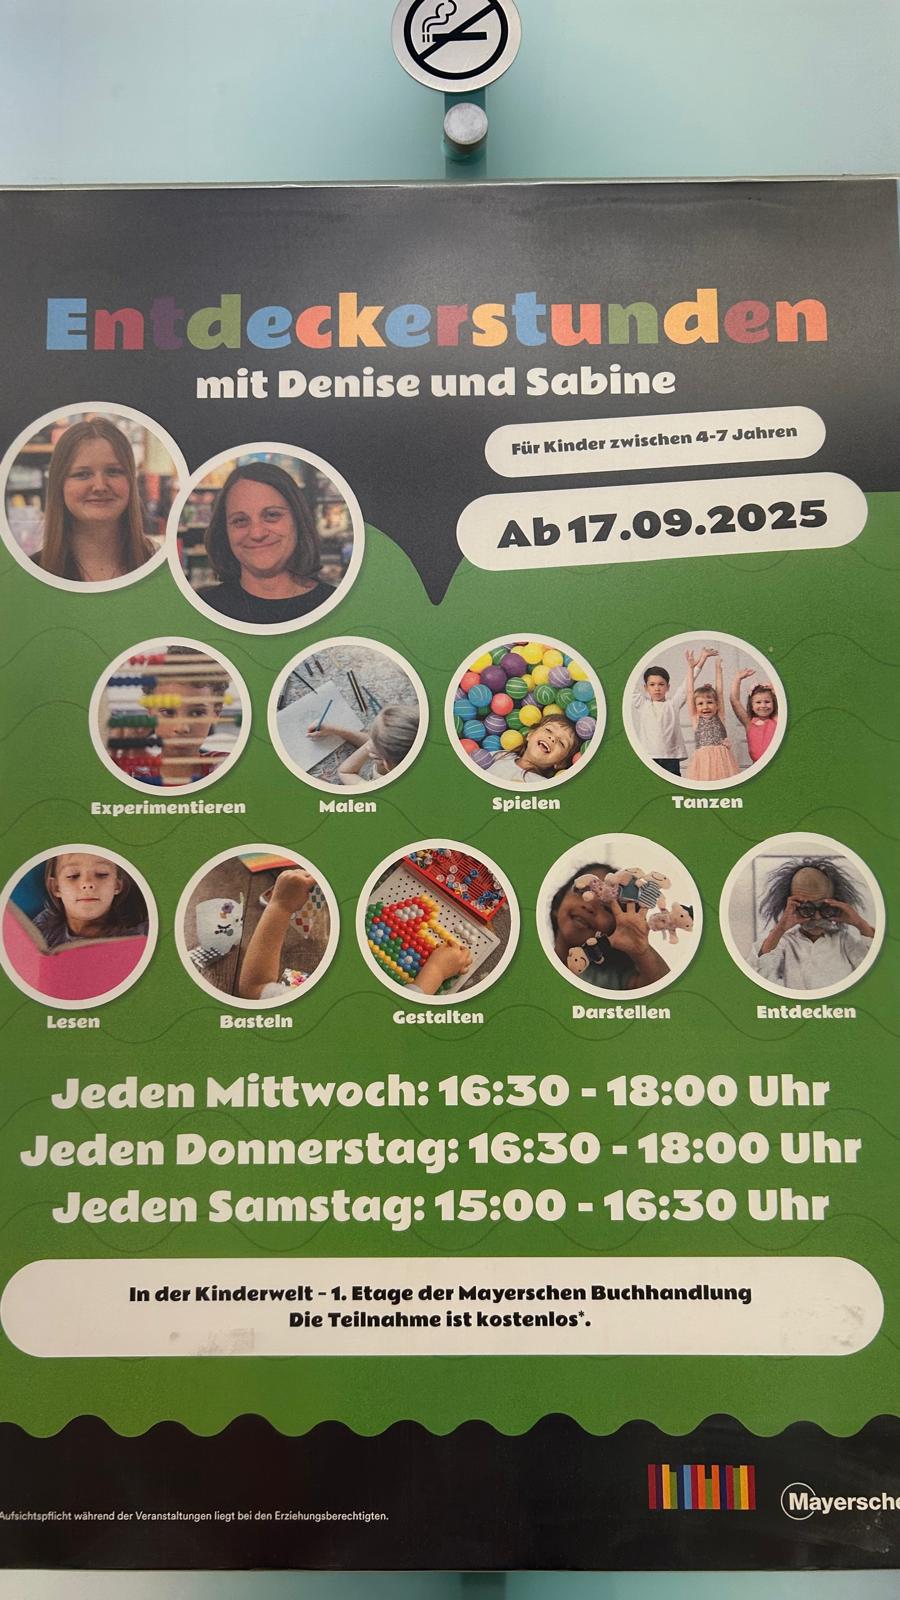 Entdeckerstunden
mit Denise und Sabine
Für Kinder zwischen 4-7 Jahren
Ab 17.09.2025
Experimentieren
Malen
Spielen
Tanzen
Lesen
Basteln
Gestalten
Darstellen
Entdecken
Jeden Mittwoch: 16:30 - 18:00 Uhr
Jeden Donnerstag: 16:30 - 18:00 Uhr
Jeden Samstag: 15:00 - 16:30 Uhr
In der Kinderwelt - 1. Etage der Mayerschen Buchhandlung
Die Teilnahme ist kostenlos*.
Aufsichtspflicht während der Veranstaltungen liegt bei den Erziehungsberechtigten.
Mayersche